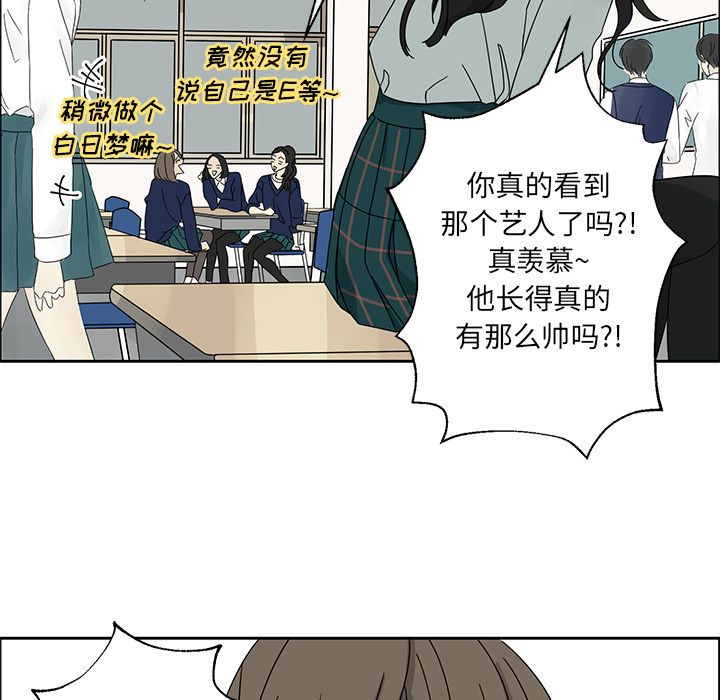 竟然没有
说自己是E等~
稍微做个
白日梦嘛~
你真的看到
那个艺人了吗?!
真羡慕~
他长得真的
有那么帅吗?!